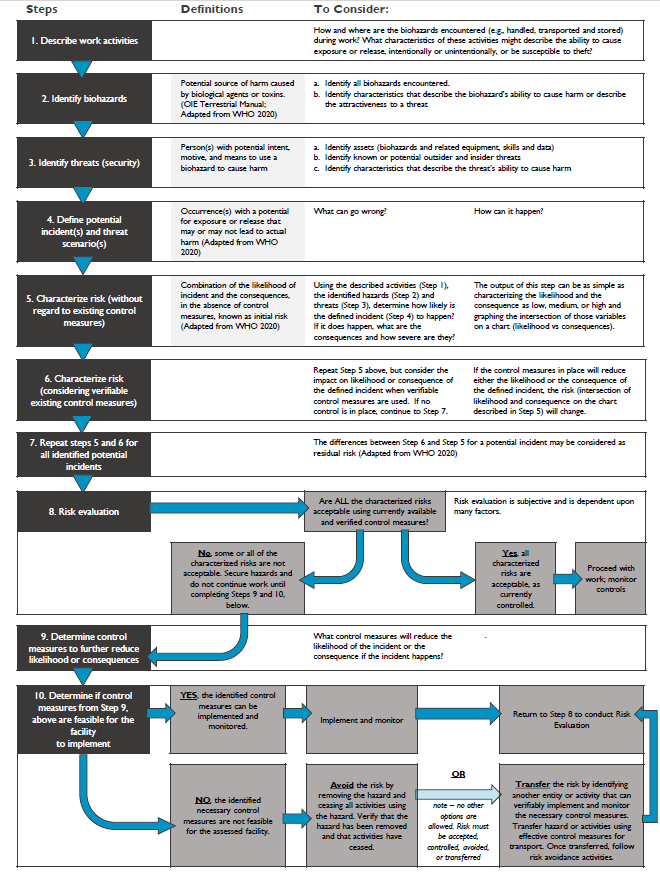 Steps
Definitions
To Consider:
1. Describe work activities
How and where are the biohazards encountered (e.g., handled, transported and stored)
during work? What characteristics of these activities might describe the ability to cause
exposure or release, intentionally or unintentionally, or be susceptible to theft?
2. Identify biohazards
Potential source of harm caused
by biological agents or toxins.
(OIE Terrestrial Manual;
Adapted from WHO 2020)
a. Identify all biohazards encountered.
b. Identify characteristics that describe the biohazard's ability to cause harm or describe
the attractiveness to a threat
3. Identify threats (security)
Person(s) with potential intent,
motive, and means to use a
biohazard to cause harm
a. Identify assets (biohazards and related equipment, skills and data)
b. Identify known or potential outsider and insider threats
c. Identify characteristics that describe the threat's ability to cause harm
4. Define potential
incident(s) and threat
scenario(s)
Occurrence(s) with a potential
for exposure or release that
may or may not lead to actual
harm (Adapted from WHO
2020)
What can go wrong?
How can it happen?
5. Characterize risk (without
regard to existing control
measures)
Combination of the likelihood of
incident and the consequences,
in the absence of control
measures, known as initial risk
(Adapted from WHO 2020)
Using the described activities (Step 1),
the identified hazards (Step 2) and
threats (Step 3), determine how likely is
the defined incident (Step 4) to happen?
If it does happen, what are the
consequences and how severe are they?
The output of this step can be as simple as
characterizing the likelihood and the
consequence as low, medium, or high and
graphing the intersection of those variables
on a chart (likelihood vs consequences).
6. Characterize risk
(considering verifiable
existing control measures)
Repeat Step 5 above, but consider the
impact on likelihood or consequence of
the defined incident when verifiable
control measures are used. If no
control is in place, continue to Step 7.
If the control measures in place will reduce
either the likelihood or the consequence of
the defined incident, the risk (intersection of
likelihood and consequence on the chart
described in Step 5) will change.
7. Repeat steps 5 and 6 for
all identified potential
incidents
The differences between Step 6 and Step 5 for a potential incident may be considered as
residual risk (Adapted from WHO 2020)
8. Risk evaluation
Are ALL the characterized risks
acceptable using currently available
and verified control measures?
Risk evaluation is subjective and is dependent upon
many factors.
No, some or all of the
characterized risks are not
acceptable. Secure hazards and
do not continue work until
completing Steps 9 and 10,
below.
Yes, all
characterized
risks are
acceptable, as
currently
controlled.
Proceed with
work; monitor
controls
9. Determine control
measures to further reduce
likelihood or consequences
What control measures will reduce the
likelihood of the incident or the
consequence if the incident happens?
10. Determine if control
measures from Step 9,
above are feasible for the
facility
to implement
YES, the identified control
measures can be
implemented and
monitored.
Implement and monitor
Return to Step 8 to conduct Risk
Evaluation
NO, the identified
necessary control
measures are not feasible
for the assessed facility.
Avoid the risk by
removing the hazard and
ceasing all activities using
the hazard. Verify that the
hazard has been removed
and that activities have
ceased.
OR
note – no other
options are
allowed. Risk must
be accepted,
controlled, avoided,
or transferred
Transfer the risk by identifying
another entity or activity that can
verifiably implement and monitor
the necessary control measures.
Transfer hazard or activities using
effective control measures for
transport. Once transferred, follow
risk avoidance activities.